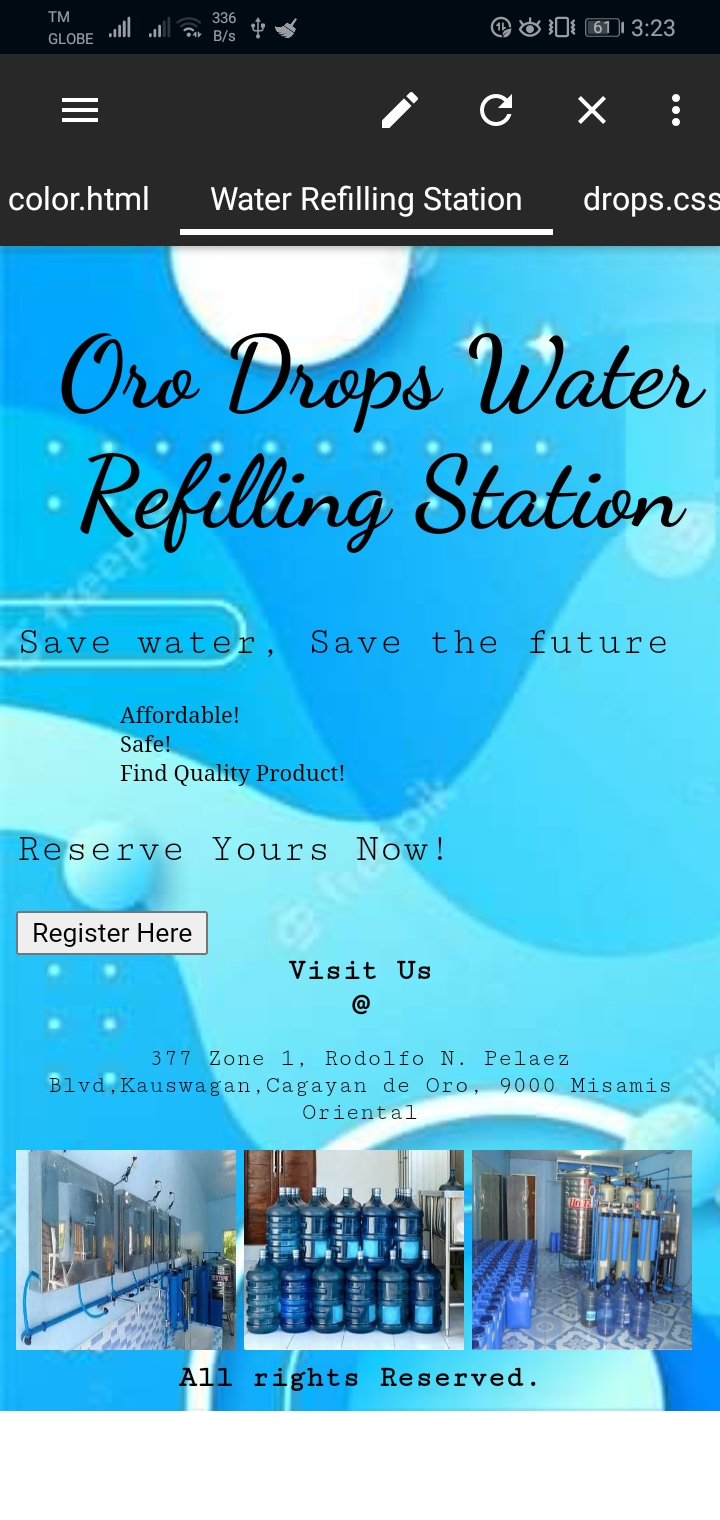 TM
GLOBE
336
B/s
61
3:23
color.html
Water Refilling Station
drops.css
Oro Drops Water
Refilling Station
freepik
Save water, Save the future
Affordable!
Safe!
Find Quality Product!
freepik
Reserve Yours Now!
Register Here
Visit Us
@
377 Zone 1, Rodolfo N. Pelaez
Blvd,Kauswagan,Cagayan de Oro, 9000 Misamis
Oriental
All rights Reserved.